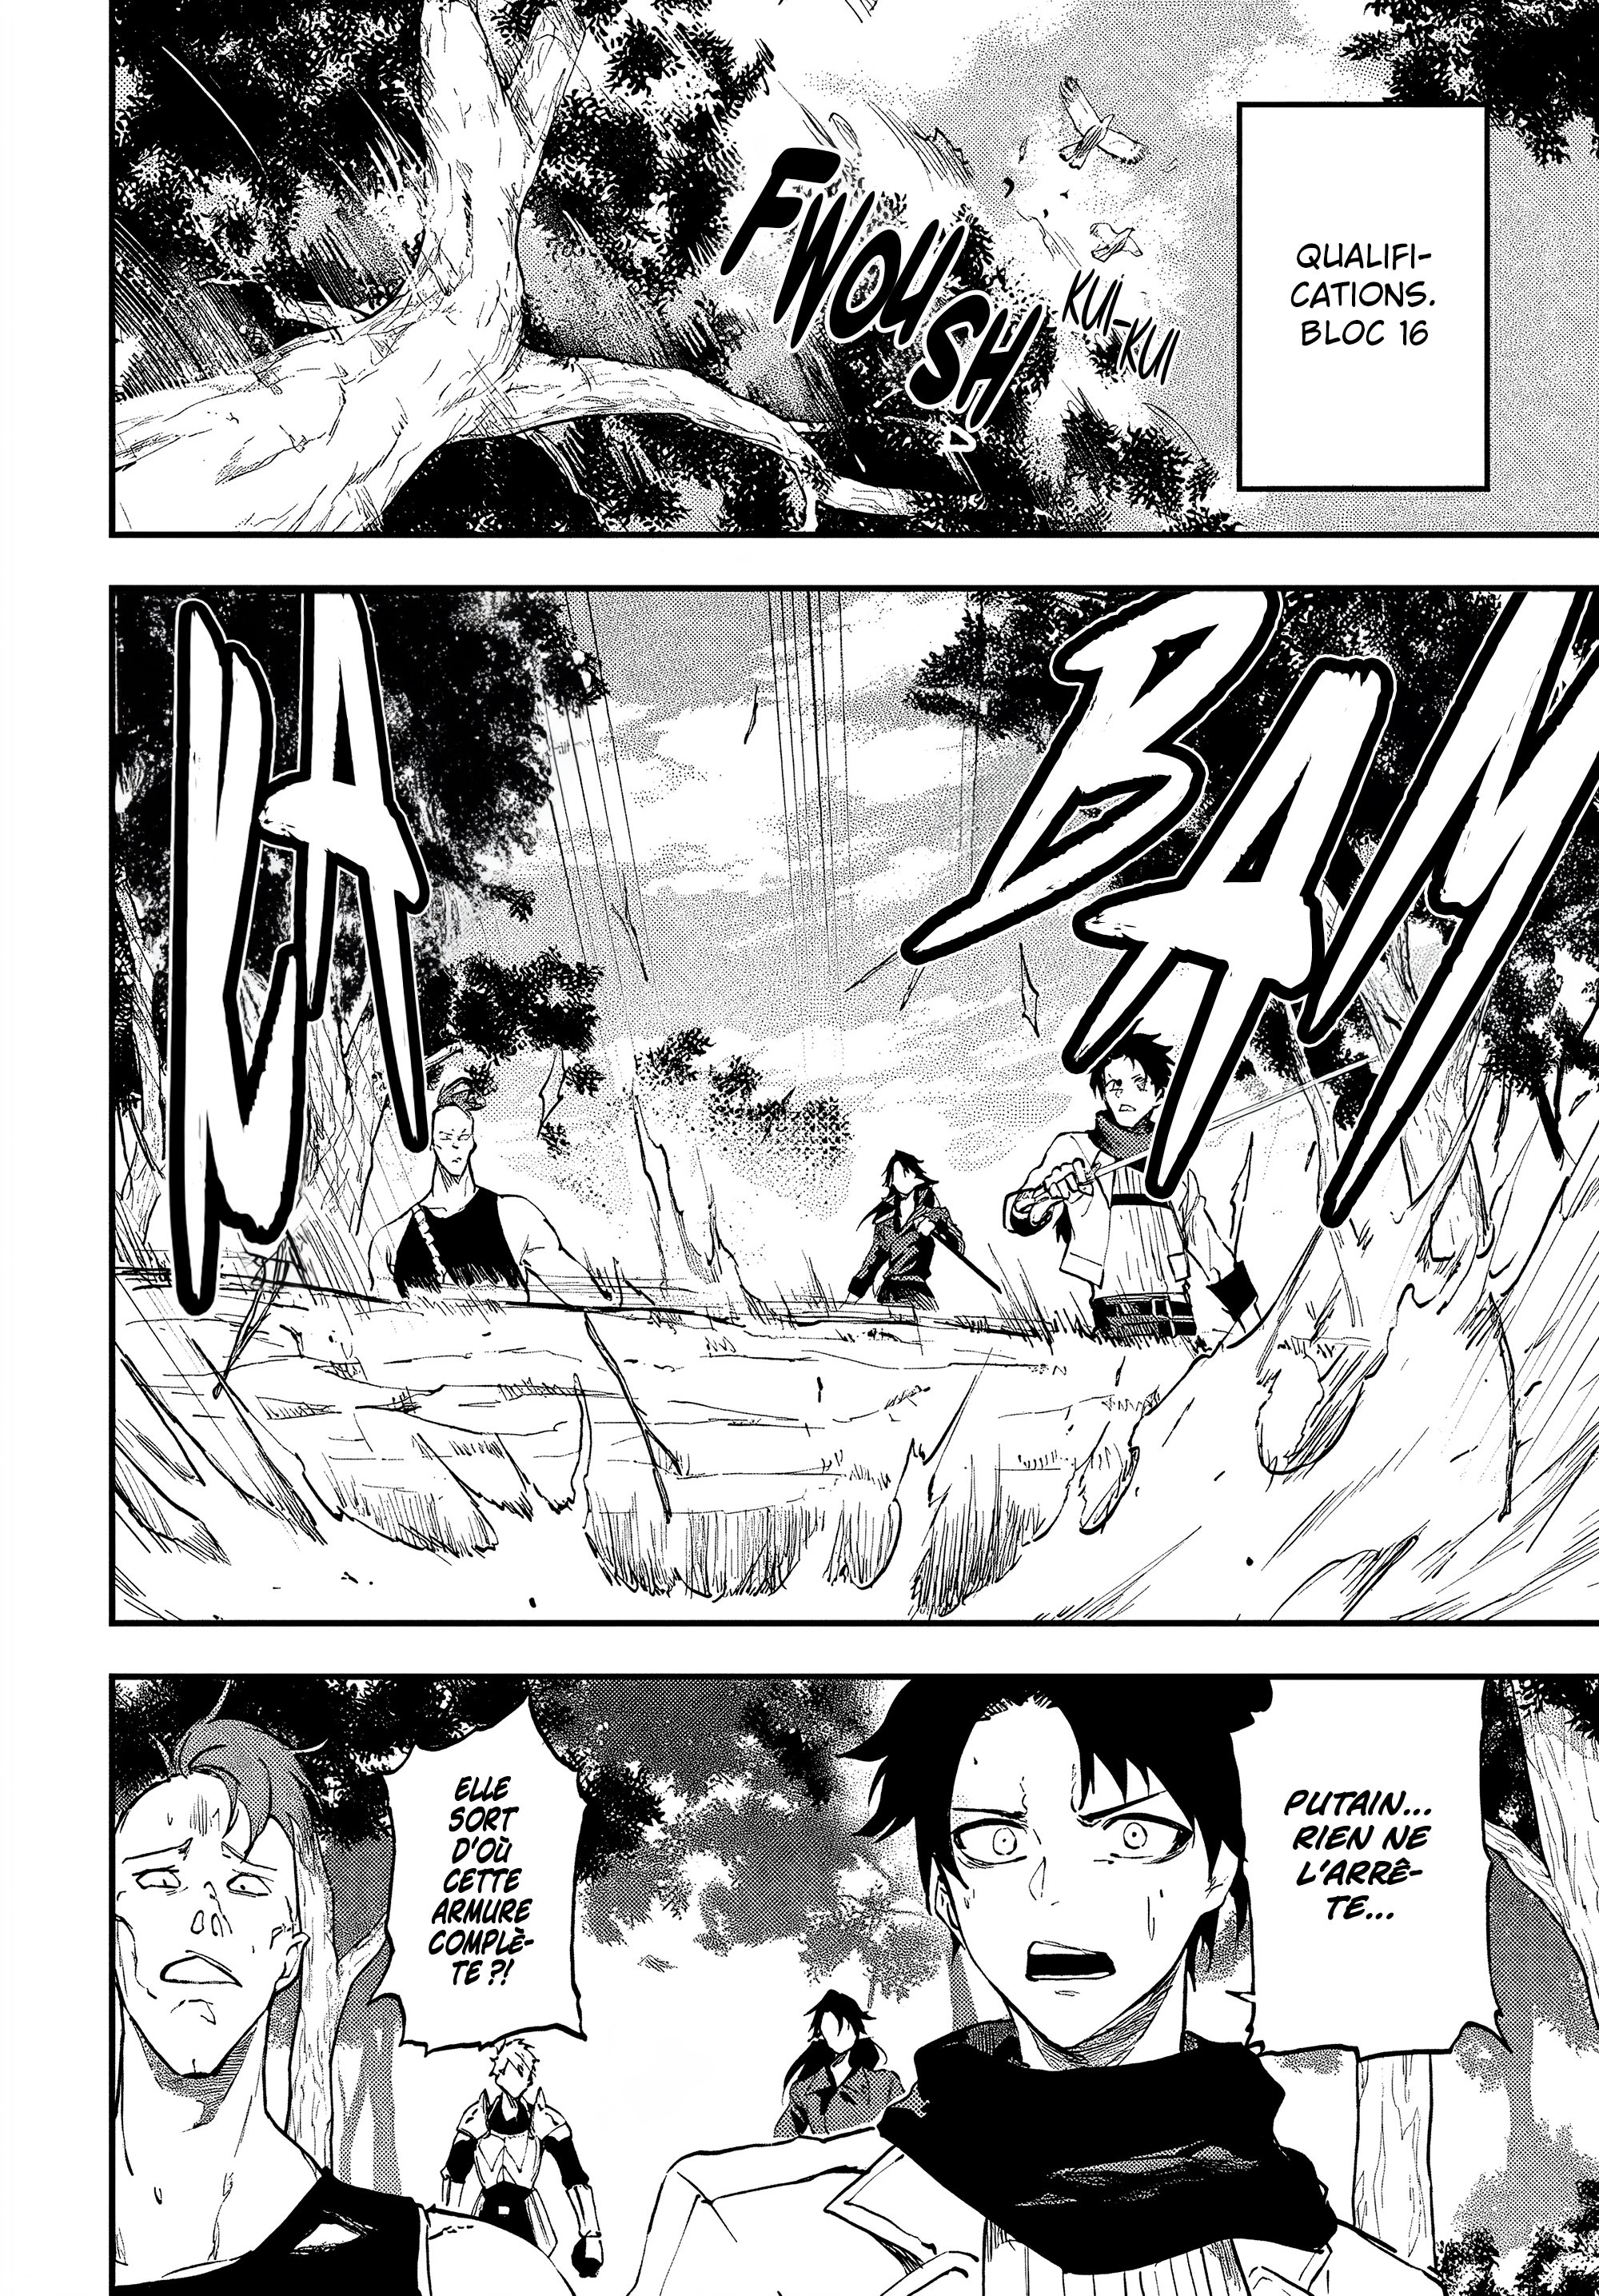 QUALIFI-
CATIONS.
BLOC 16
FWOUSH
KUI-KUI
BAM
LA
PUTAIN...
RIEN NE
L'ARRÊ-
TE...
ELLE
SORT
D'OÙ
CETTE
ARMURE
COMPLÈ-
TE ?!